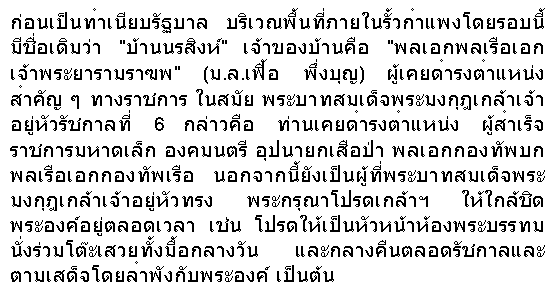 ก่อนเป็นทำเนียบรัฐบาล บริเวณพื้นที่ภายในรั้วกำแพงโดยรอบนี้
มีชื่อเดิมว่า "บ้านนรสิงห์" เจ้าของบ้านคือ "พลเอกพลเรือเอก
เจ้าพระยารามราฆพ" (ม.ล.เฟื้อ พึ่งบุญ) ผู้เคยดำรงตำแหน่ง
สำคัญ ๆ ทางราชการ ในสมัย พระบาทสมเด็จพระมงกุฎเกล้าเจ้า
อยู่หัวรัชกาลที่ 6 กล่าวคือ ท่านเคยดำรงตำแหน่ง ผู้สำเร็จ
ราชการมหาดเล็ก องคมนตรี อุปนายกเสือป่า พลเอกกองทัพบก
พลเรือเอกกองทัพเรือ นอกจากนี้ยังเป็นผู้ที่พระบาทสมเด็จพระ
มงกุฎเกล้าเจ้าอยู่หัวทรง พระกรุณาโปรดเกล้าฯ ให้ใกล้ชิด
พระองค์อยู่ตลอดเวลา เช่น โปรดให้เป็นหัวหน้าห้องพระบรรทม
นั่งร่วมโต๊ะเสวยทั้งมื้อกลางวัน และกลางคืนตลอดรัชกาลและ
ตามเสด็จโดยลำพังกับพระองค์ เป็นต้น